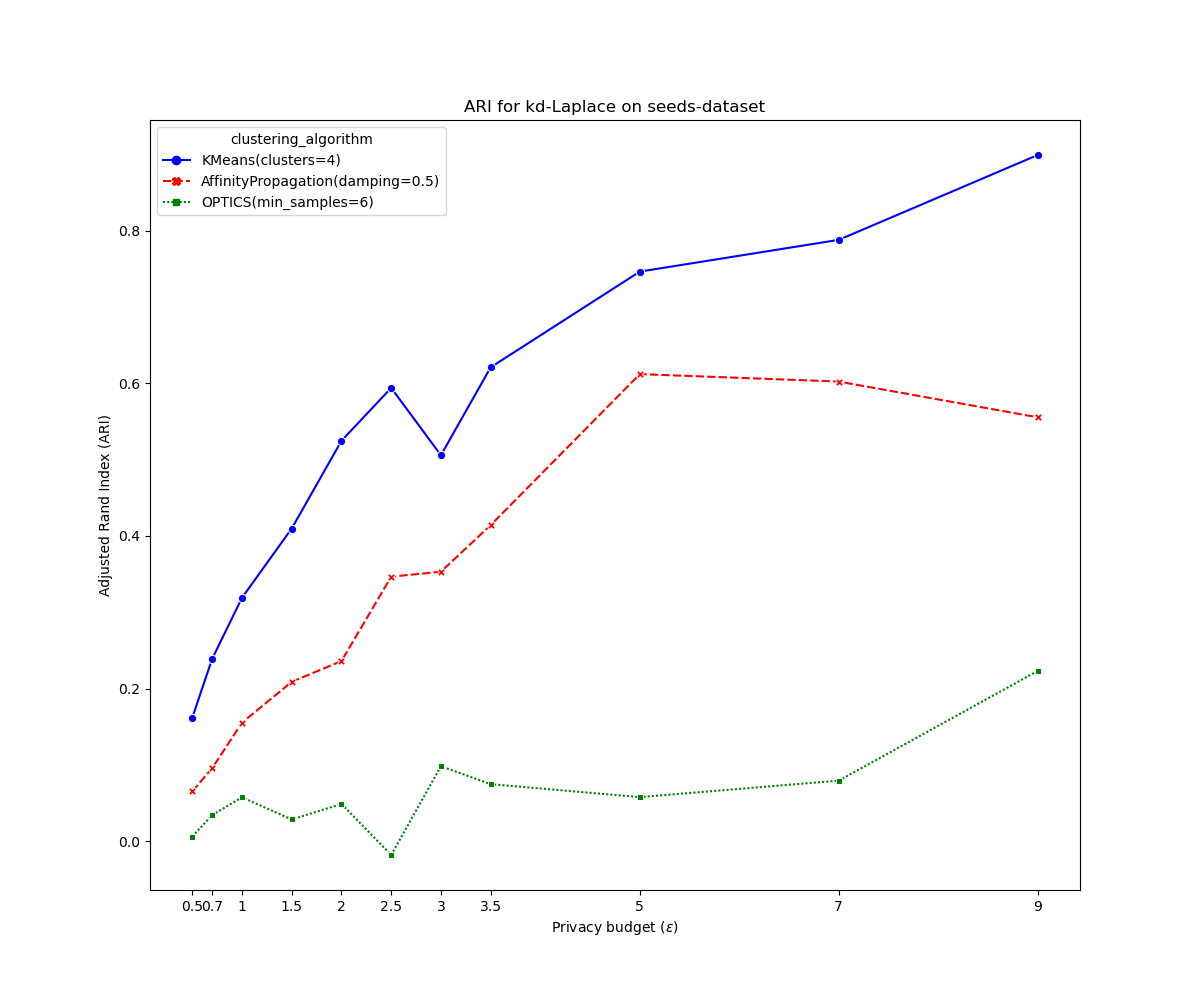 ARI for kd-Laplace on seeds-dataset
clustering_algorithm
KMeans(clusters=4)
AffinityPropagation(damping=0.5)
OPTICS(min_samples=6)
Adjusted Rand Index (ARI)
0.8
0.6
0.4
0.2
0.0
0.5 0.7 1 1.5 2 2.5 3 3.5 5 7 9
Privacy budget (ε)